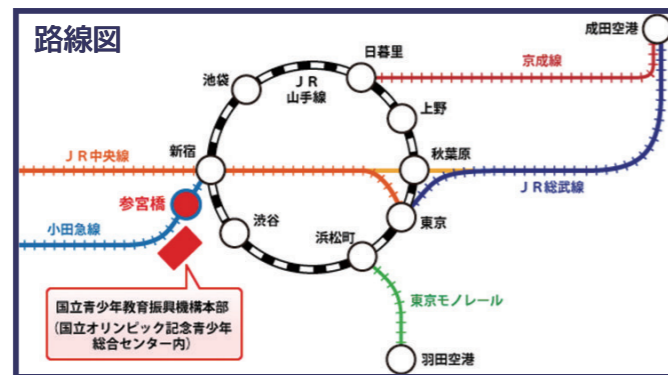 路線図
成田空港
日暮里
京成線
池袋
JR
山手線
上野
新宿
JR中央線
秋葉原
JR総武線
参宮橋
渋谷
東京
小田急線
浜松町
国立青少年教育振興機構本部
(国立オリンピック記念青少年
総合センター内)
東京モノレール
羽田空港